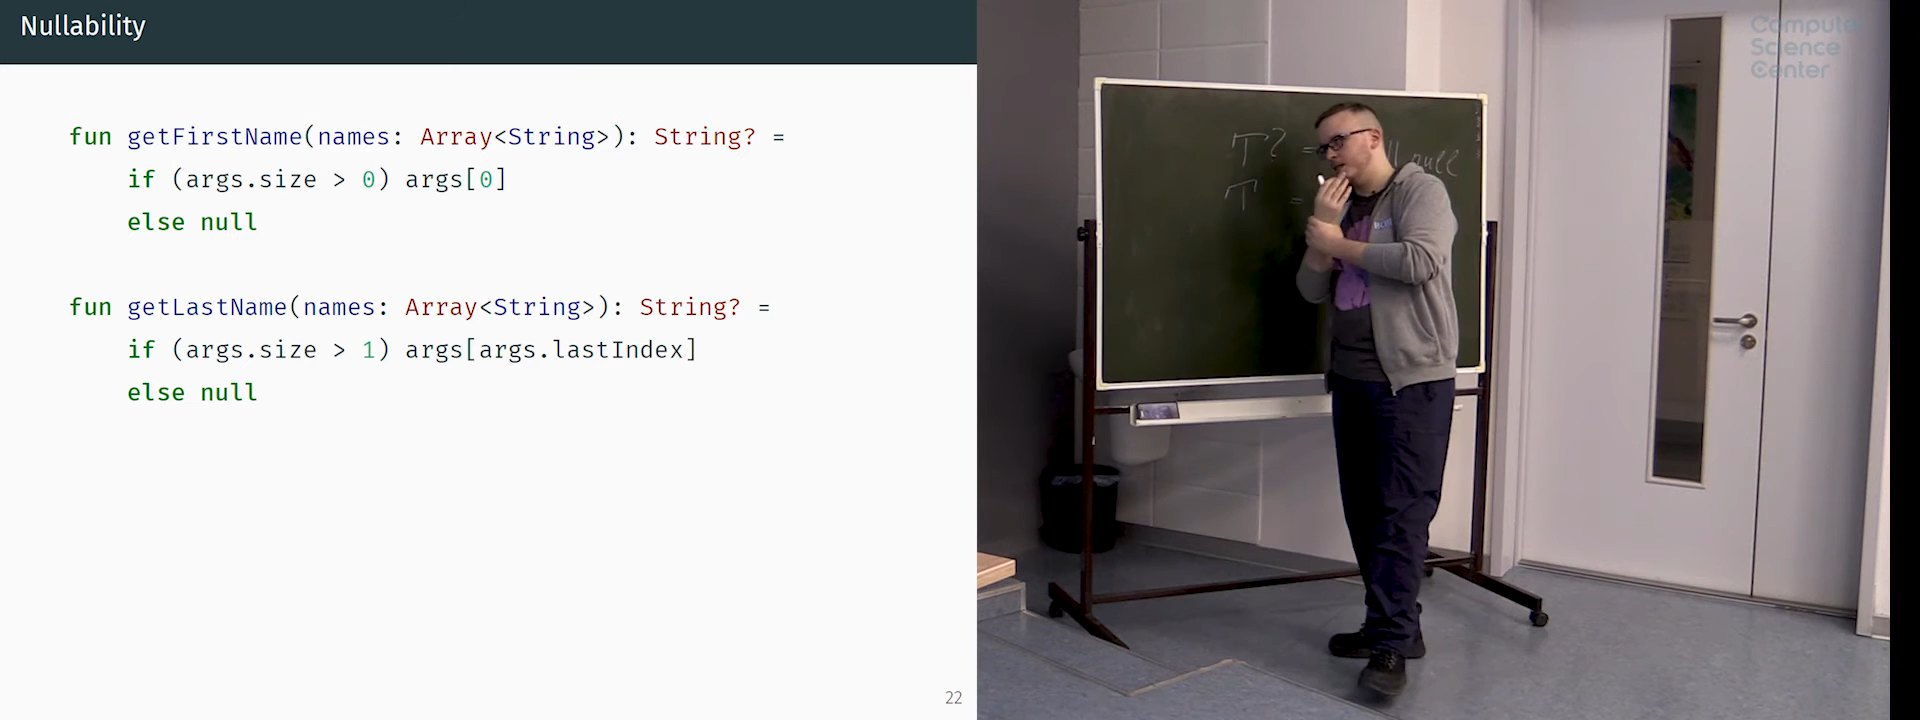 Nullability
fun getFirstName(names: Array<String>): String? =
if (args.size > 0) args[0]
else null
fun getLastName(names: Array<String>): String? =
if (args.size > 1) args[args.lastIndex]
else null
22
Computer
Science
Center
T? = null
T =